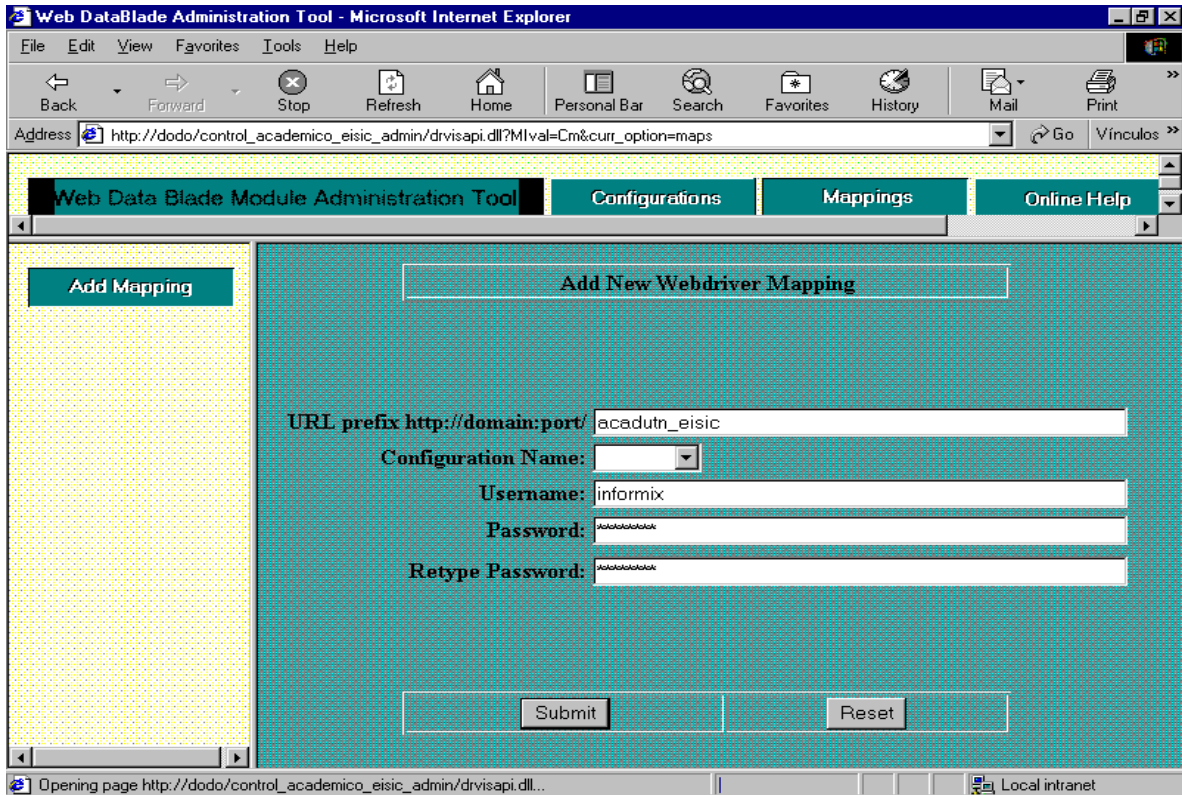 Web DataBlade Administration Tool - Microsoft Internet Explorer
File Edit View Favorites Tools Help
Back Forward Stop Refresh Home Personal Bar Search Favorites History Mail Print »
Address http://dodo/control_academico_eisic_admin/drvisapi.dll?MIval=Cm&curr_option=maps Go Vínculos »
Web Data Blade Module Administration Tool Configurations Mappings Online Help
Add Mapping
Add New Webdriver Mapping
URL prefix http://domain:port/ acadutn_eisic
Configuration Name:
Username: informix
Password: *********
Retype Password: *********
Submit Reset
Opening page http://dodo/control_academico_eisic_admin/drvisapi.dll... Local intranet